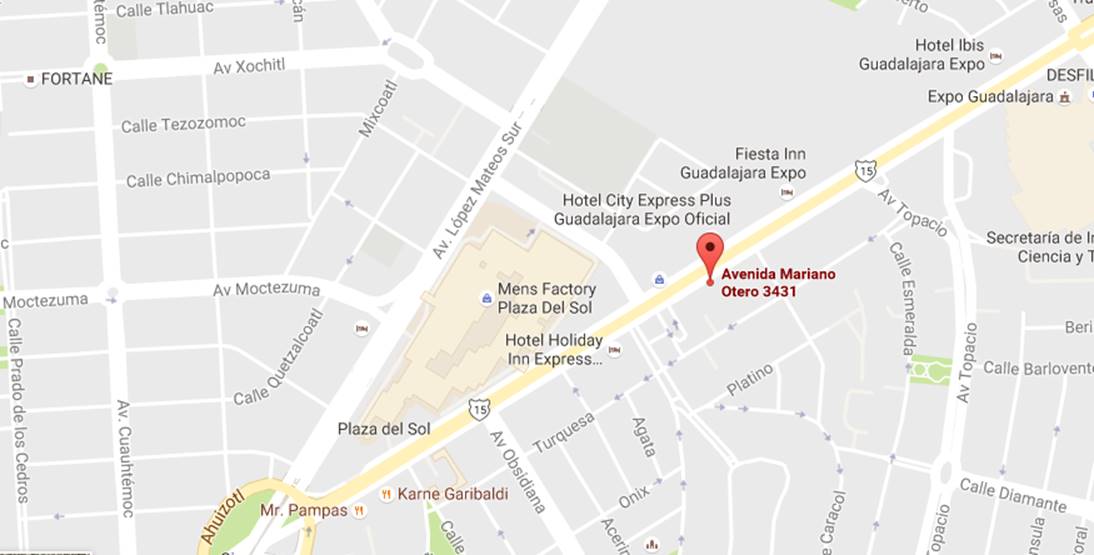 Calle Tlahuac
témoc
cán
erto
sas
Hotel Ibis
Guadalajara Expo
FORTANE
Av Xochitl
DESFIL
Expo Guadalajara
Mixcoatl
Calle Tezozomoc
Av. López Mateos Sur
Fiesta Inn
Guadalajara Expo
15
Calle Chimalpopoca
Hotel City Express Plus
Guadalajara Expo Oficial
Av Topacio
c
Secretaría de In
Ciencia y T
Avenida Mariano
Otero 3431
Calle Esmeralda
Moctezuma
Av Moctezuma
Mens Factory
Plaza Del Sol
Calle Prado de los Cedros
Calle Quetzalcoatl
Hotel Holiday
Inn Express...
Beri
Platino
Av Topacio
Calle Barlovento
15
Av. Cuauhtémoc
Plaza del Sol
Turquesa
Agata
Av Obsidiana
Karne Garibaldi
Onix
Calle Diamante
Ahuizotl
Mr. Pampas
Calle
Acerin
e Caracol
opacio
nsula
oral